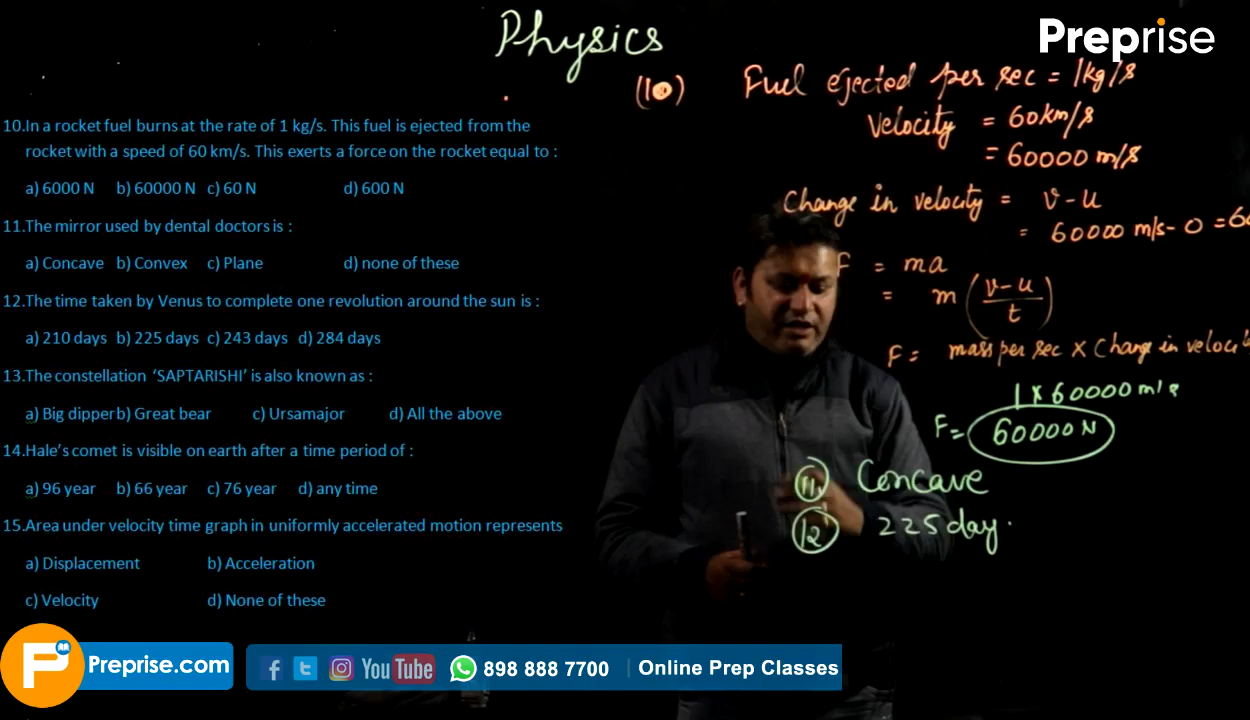 Physics
Preprise
10.In a rocket fuel burns at the rate of 1 kg/s. This fuel is ejected from the
rocket with a speed of 60 km/s. This exerts a force on the rocket equal to :
a) 6000 N b) 60000 N c) 60 N d) 600 N
11.The mirror used by dental doctors is :
a) Concave b) Convex c) Plane d) none of these
12.The time taken by Venus to complete one revolution around the sun is :
a) 210 days b) 225 days c) 243 days d) 284 days
13.The constellation ‘SAPTARISHI’ is also known as :
a) Big dipper b) Great bear c) Ursamajor d) All the above
14.Hale’s comet is visible on earth after a time period of :
a) 96 year b) 66 year c) 76 year d) any time
15.Area under velocity time graph in uniformly accelerated motion represents
a) Displacement b) Acceleration
c) Velocity d) None of these
(10) Fuel ejected per sec = 1kg/s
Velocity = 60km/s
= 60000 m/s
Change in velocity = v - u
= 60000 m/s - 0 = 60
F = ma
= m (v-u/t)
F = mass per sec x Change in veloci
1 x 60000 m/s
F = 60000 N
11. Concave
12 225 day.
Preprise.com
You Tube 898 888 7700 | Online Prep Classes